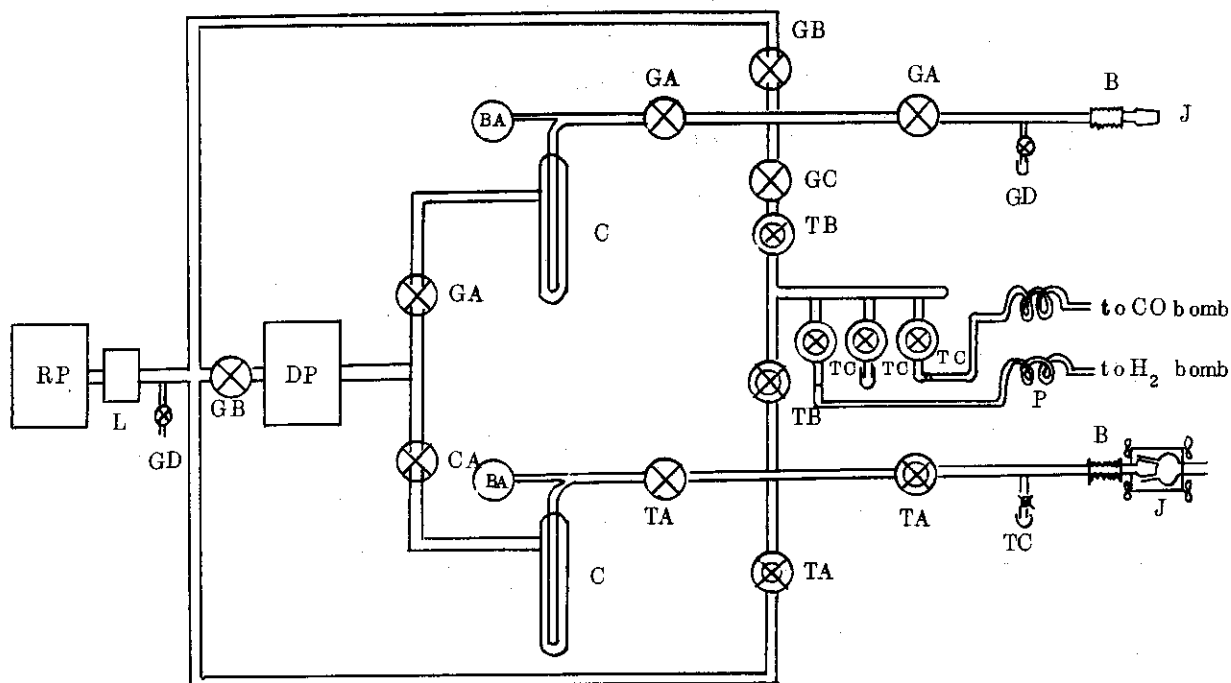 GB
GA
GA
B
J
BA
GC
GD
TB
C
GA
to CO bomb
RP
L
GB
DP
TC
TC
TC
to H₂ bomb
P
TB
GD
CA
BA
B
TA
TA
TC
J
C
TA